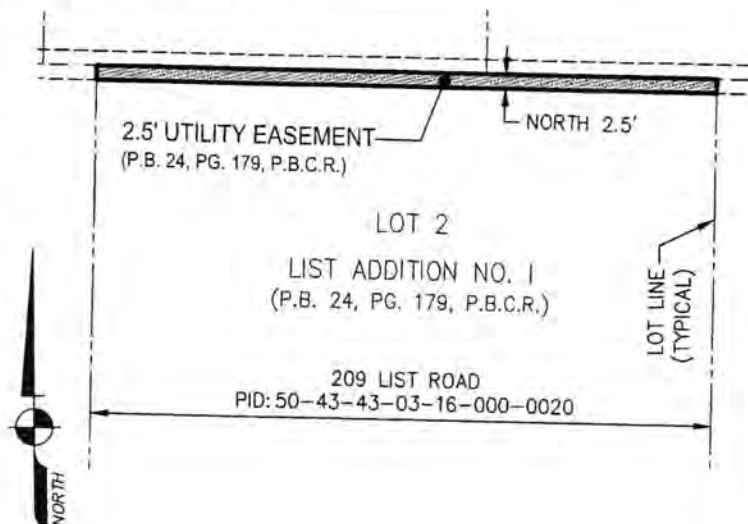 2.5' UTILITY EASEMENT
(P.B. 24, PG. 179, P.B.C.R.)
NORTH 2.5'
LOT 2
LIST ADDITION NO. 1
(P.B. 24, PG. 179, P.B.C.R.)
LOT LINE
(TYPICAL)
209 LIST ROAD
PID: 50-43-43-03-16-000-0020
NORTH